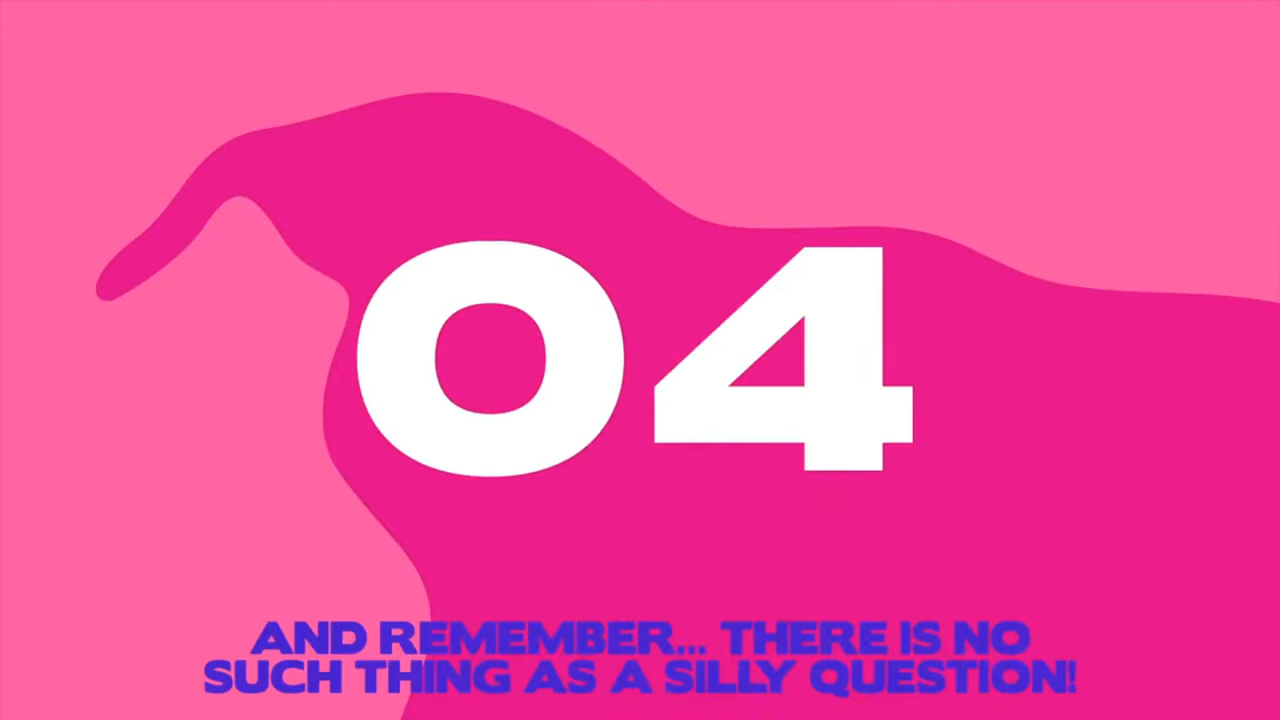 04
AND REMEMBER... THERE IS NO
SUCH THING AS A SILLY QUESTION!